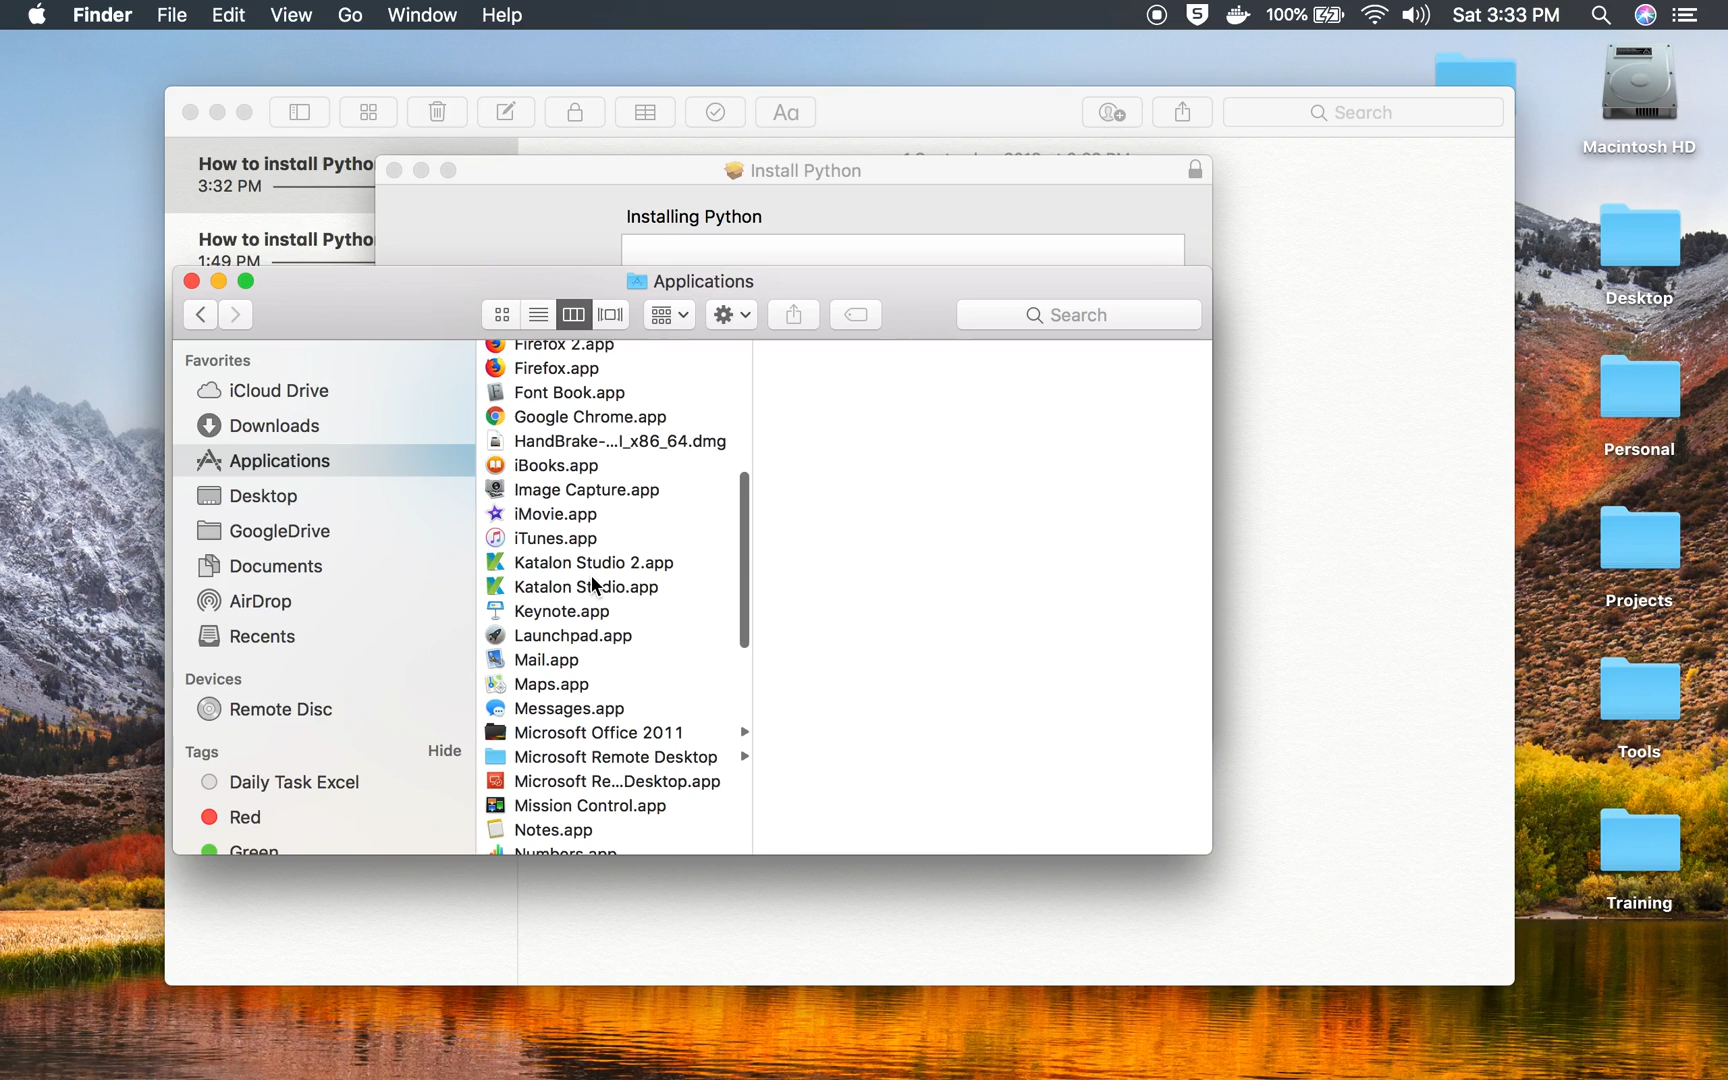 Finder File Edit View Go Window Help 100% Sat 3:33 PM
Aa Search
Macintosh HD
How to install Pytho
3:32 PM
Install Python
Installing Python
How to install Pytho
1:49 PM
Applications
Search
Favorites
iCloud Drive
Downloads
Applications
Desktop
GoogleDrive
Documents
AirDrop
Recents
Devices
Remote Disc
Tags Hide
Daily Task Excel
Red
Green
Firefox 2.app
Firefox.app
Font Book.app
Google Chrome.app
HandBrake-...l_x86_64.dmg
iBooks.app
Image Capture.app
iMovie.app
iTunes.app
Katalon Studio 2.app
Katalon Studio.app
Keynote.app
Launchpad.app
Mail.app
Maps.app
Messages.app
Microsoft Office 2011
Microsoft Remote Desktop
Microsoft Re...Desktop.app
Mission Control.app
Notes.app
Numbers.app
Desktop
Personal
Projects
Tools
Training